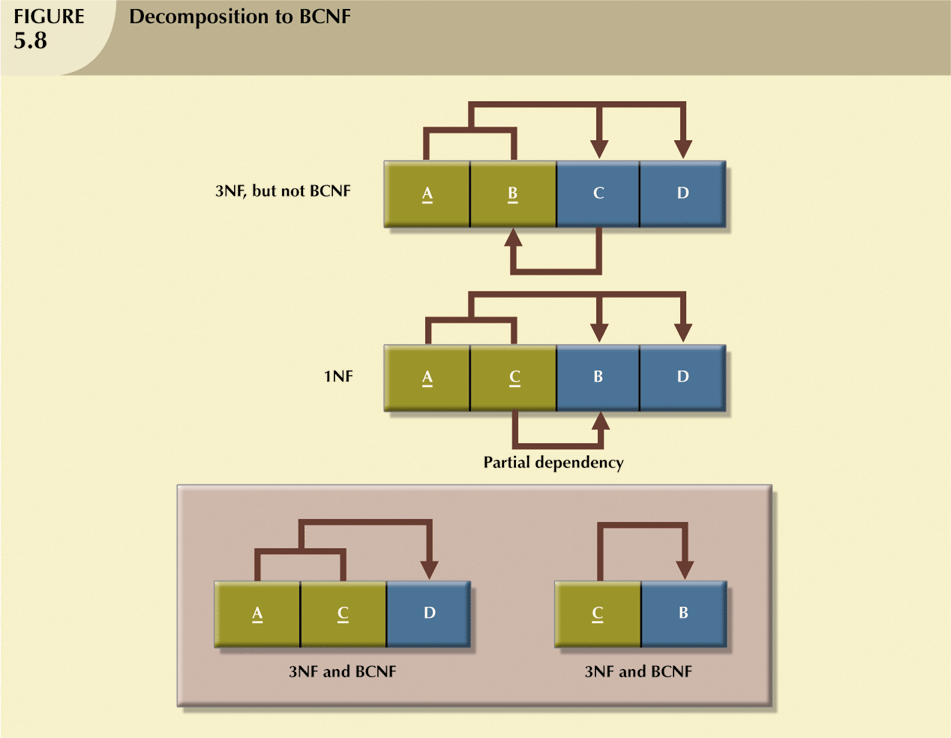 FIGURE
5.8
Decomposition to BCNF
3NF, but not BCNF
A B C D
1NF
A C B D
Partial dependency
A C D
C B
3NF and BCNF
3NF and BCNF